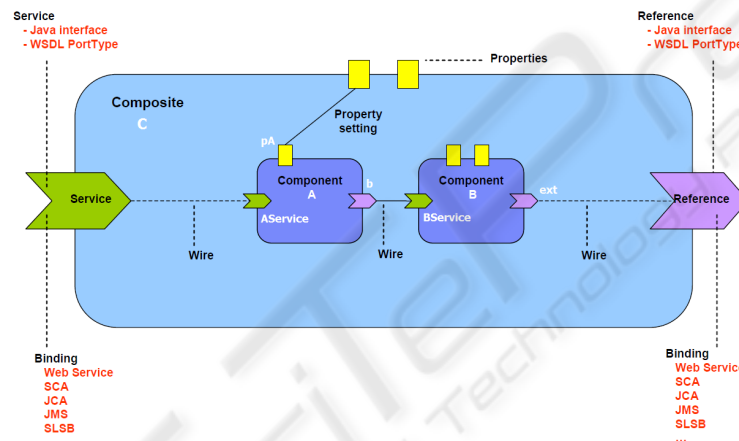 Service
- Java interface
- WSDL PortType
Reference
- Java interface
- WSDL PortType
Properties
Composite
C
Property
setting
pA
Component
A
AService
b
Component
B
BService
ext
Service
Reference
Wire
Wire
Wire
Binding
Web Service
SCA
JCA
JMS
SLSB
Binding
Web Service
SCA
JCA
JMS
SLSB
...